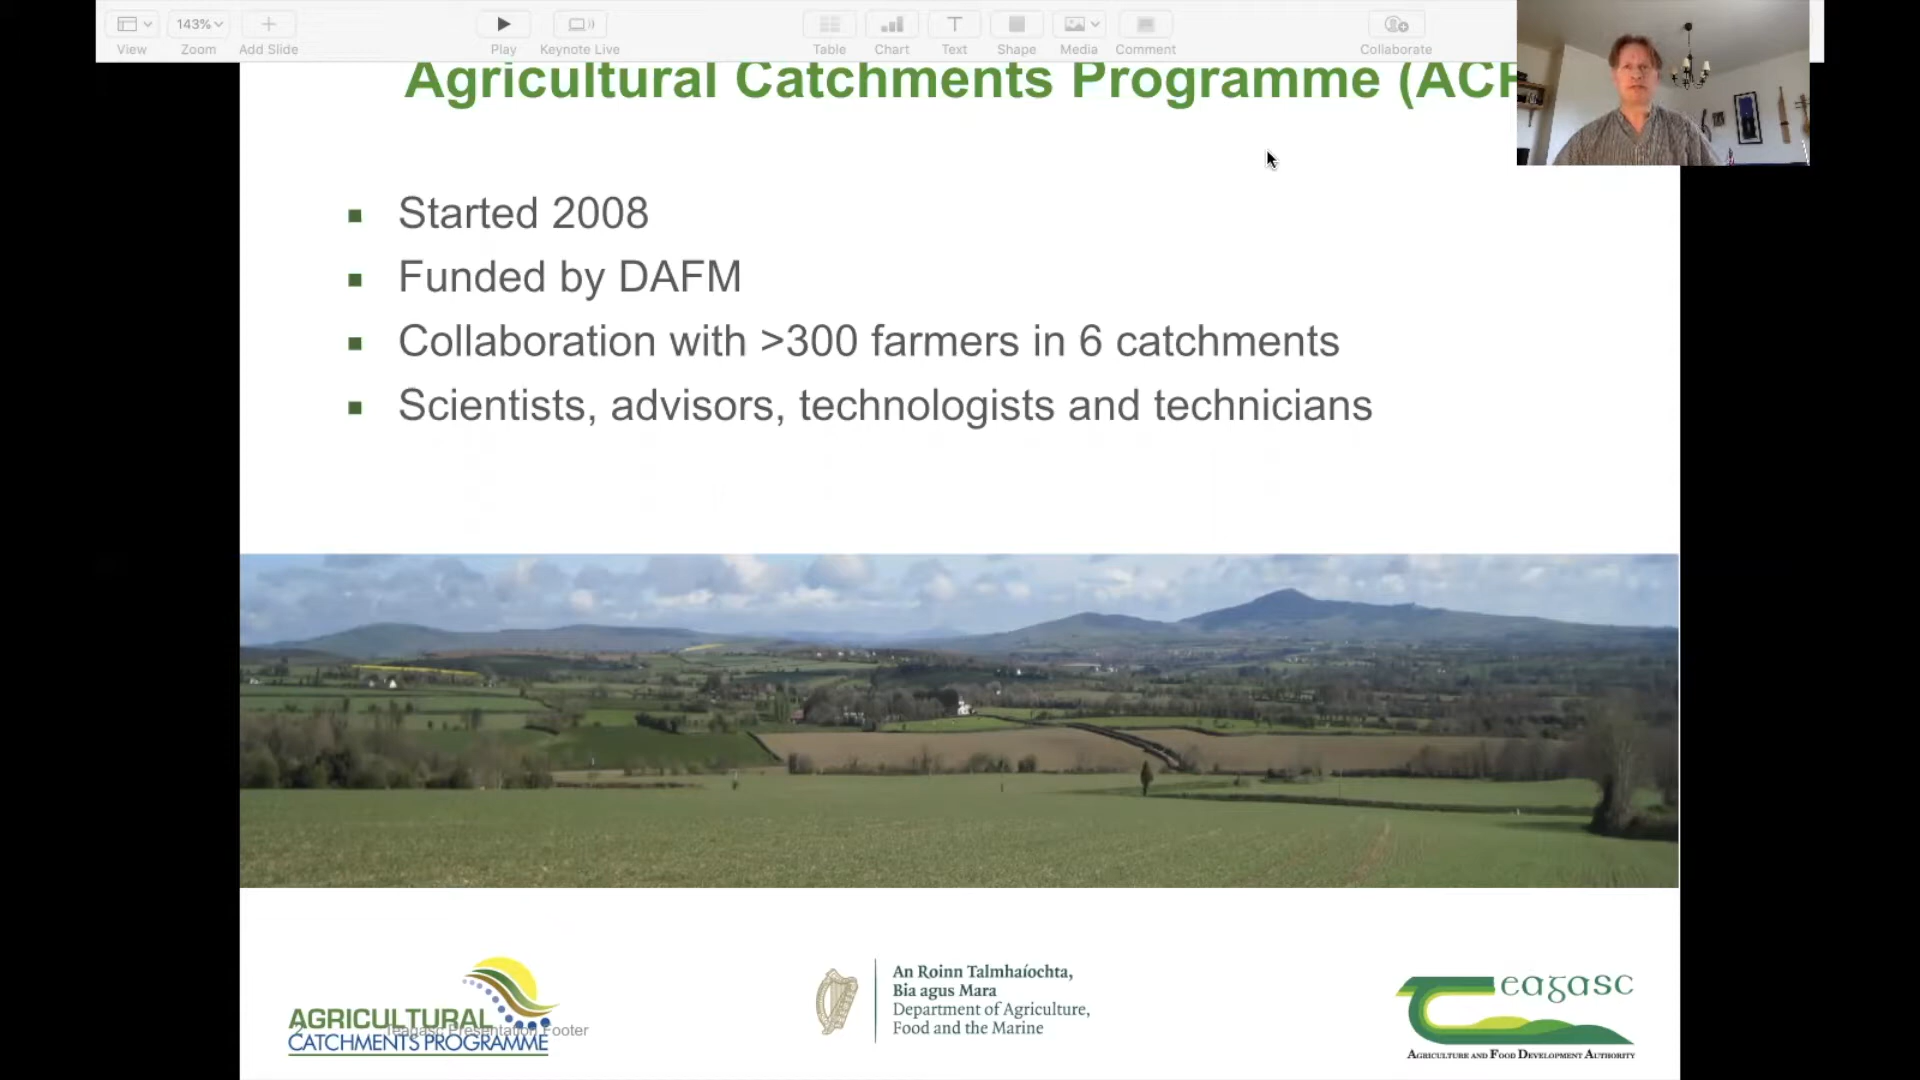 143%
View
Zoom
Add Slide
Play
Keynote Live
T
Table
Chart
Text
Shape
Media
Comment
Collaborate
Agricultural Catchments Programme (ACP
Started 2008
Funded by DAFM
Collaboration with >300 farmers in 6 catchments
Scientists, advisors, technologists and technicians
AGRICULTURAL
CATCHMENTS PROGRAMME
2
Teagasc Presentation Footer
An Roinn Talmhaíochta,
Bia agus Mara
Department of Agriculture,
Food and the Marine
Teagasc
AGRICULTURE AND FOOD DEVELOPMENT AUTHORITY